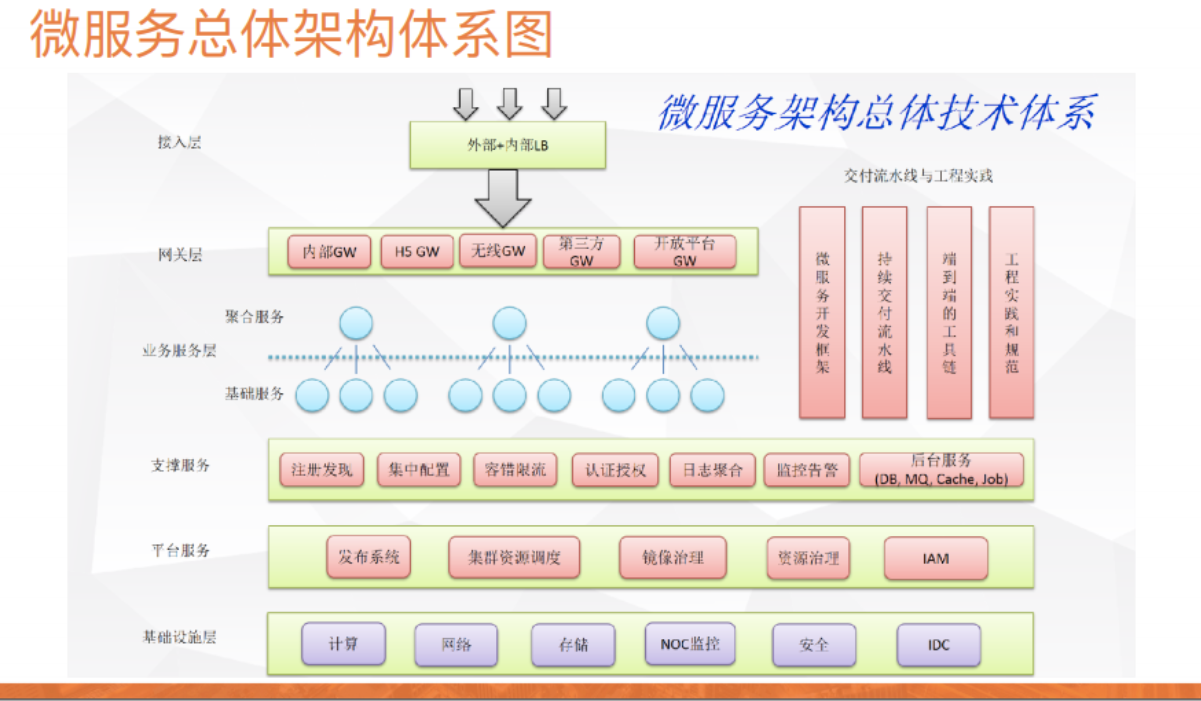 微服务总体架构体系图
微服务架构总体技术体系
接入层
外部+内部LB
交付流水线与工程实践
网关层
内部GW
H5 GW
无线GW
第三方
GW
开放平台
GW
微服务开发框架
持续交付流水线
端到端的工具链
工程实践和规范
聚合服务
业务服务层
基础服务
支撑服务
注册发现
集中配置
容错限流
认证授权
日志聚合
监控告警
后台服务
(DB, MQ, Cache, Job)
平台服务
发布系统
集群资源调度
镜像治理
资源治理
IAM
基础设施层
计算
网络
存储
NOC监控
安全
IDC